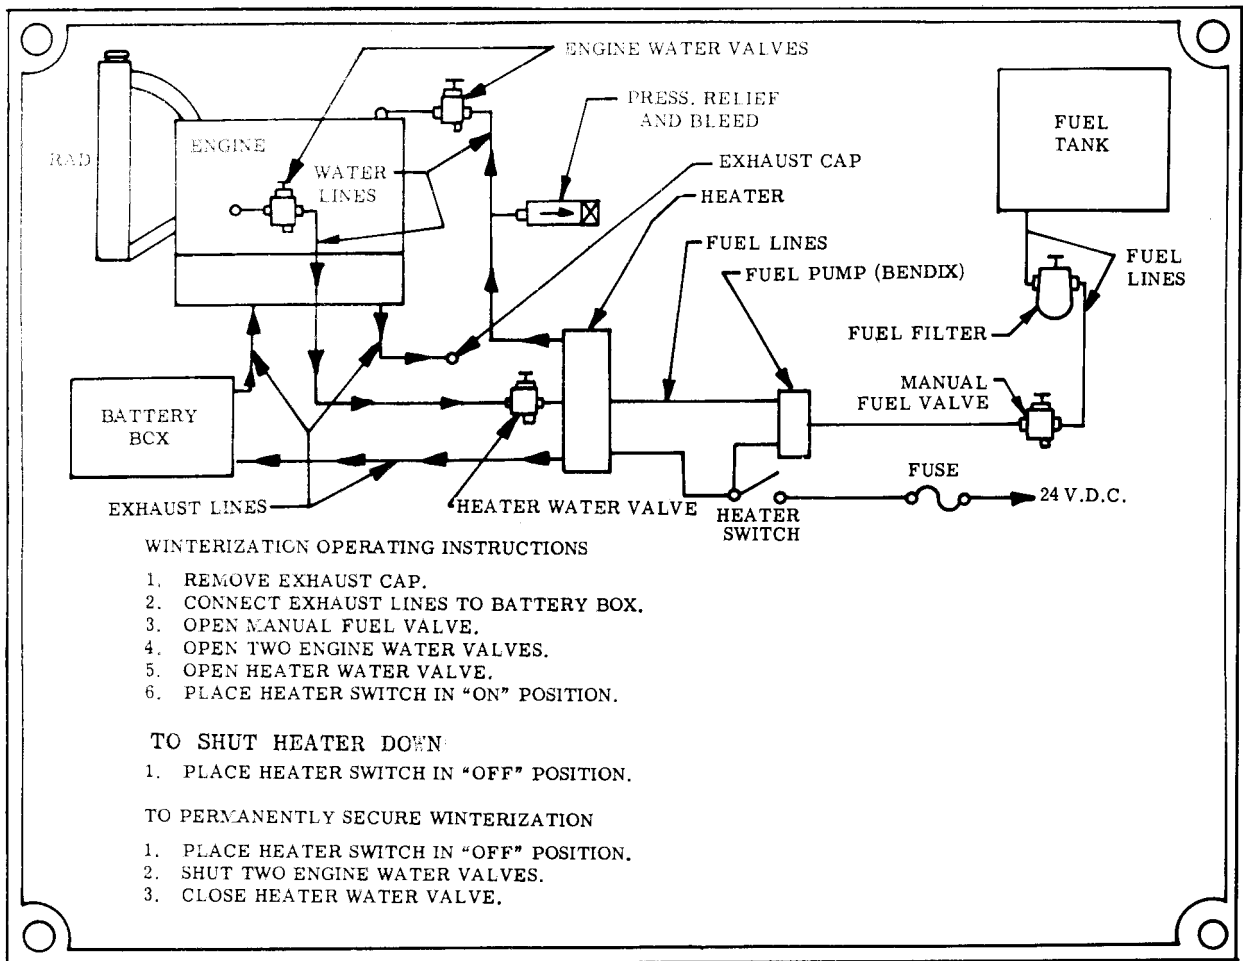 ENGINE WATER VALVES
PRESS. RELIEF
AND BLEED
FUEL
TANK
RAD
ENGINE
WATER
LINES
EXHAUST CAP
HEATER
FUEL LINES
FUEL PUMP (BENDIX)
FUEL
LINES
FUEL FILTER
MANUAL
FUEL VALVE
BATTERY
BCX
FUSE
24 V.D.C.
EXHAUST LINES
HEATER WATER VALVE
HEATER
SWITCH
WINTERIZATION OPERATING INSTRUCTIONS
1. REMOVE EXHAUST CAP.
2. CONNECT EXHAUST LINES TO BATTERY BOX.
3. OPEN MANUAL FUEL VALVE.
4. OPEN TWO ENGINE WATER VALVES.
5. OPEN HEATER WATER VALVE.
6. PLACE HEATER SWITCH IN "ON" POSITION.
TO SHUT HEATER DOWN
1. PLACE HEATER SWITCH IN "OFF" POSITION.
TO PERMANENTLY SECURE WINTERIZATION
1. PLACE HEATER SWITCH IN "OFF" POSITION.
2. SHUT TWO ENGINE WATER VALVES.
3. CLOSE HEATER WATER VALVE.